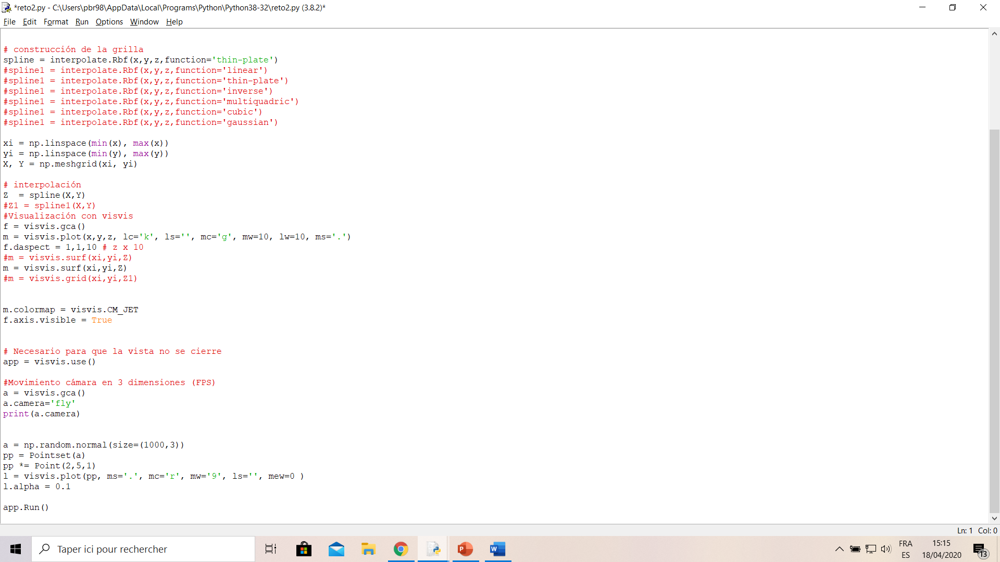 *reto2.py - C:\Users\pbr98\AppData\Local\Programs\Python\Python38-32\reto2.py (3.8.2)*
File Edit Format Run Options Window Help
# construcción de la grilla
spline = interpolate.Rbf(x,y,z,function='thin-plate')
#spline1 = interpolate.Rbf(x,y,z,function='linear')
#spline1 = interpolate.Rbf(x,y,z,function='thin-plate')
#spline1 = interpolate.Rbf(x,y,z,function='inverse')
#spline1 = interpolate.Rbf(x,y,z,function='multiquadric')
#spline1 = interpolate.Rbf(x,y,z,function='cubic')
#spline1 = interpolate.Rbf(x,y,z,function='gaussian')
xi = np.linspace(min(x), max(x))
yi = np.linspace(min(y), max(y))
X, Y = np.meshgrid(xi, yi)
# interpolación
Z  = spline(X,Y)
#Z1 = spline1(X,Y)
#Visualización con visvis
f = visvis.gca()
m = visvis.plot(x,y,z, lc='k', ls='', mc='g', mw=10, lw=10, ms='.')
f.daspect = 1,1,10 # z x 10
#m = visvis.surf(xi,yi,Z)
m = visvis.surf(xi,yi,Z)
#m = visvis.grid(xi,yi,Z1)
m.colormap = visvis.CM_JET
f.axis.visible = True
# Necesario para que la vista no se cierre
app = visvis.use()
#Movimiento cámara en 3 dimensiones (FPS)
a = visvis.gca()
a.camera='fly'
print(a.camera)
a = np.random.normal(size=(1000,3))
pp = Pointset(a)
pp *= Point(2,5,1)
l = visvis.plot(pp, ms='.', mc='r', mw='9', ls='', mew=0 )
l.alpha = 0.1
app.Run()
Ln: 1 Col: 0
Taper ici pour rechercher
FRA
ES
15:15
18/04/2020
13